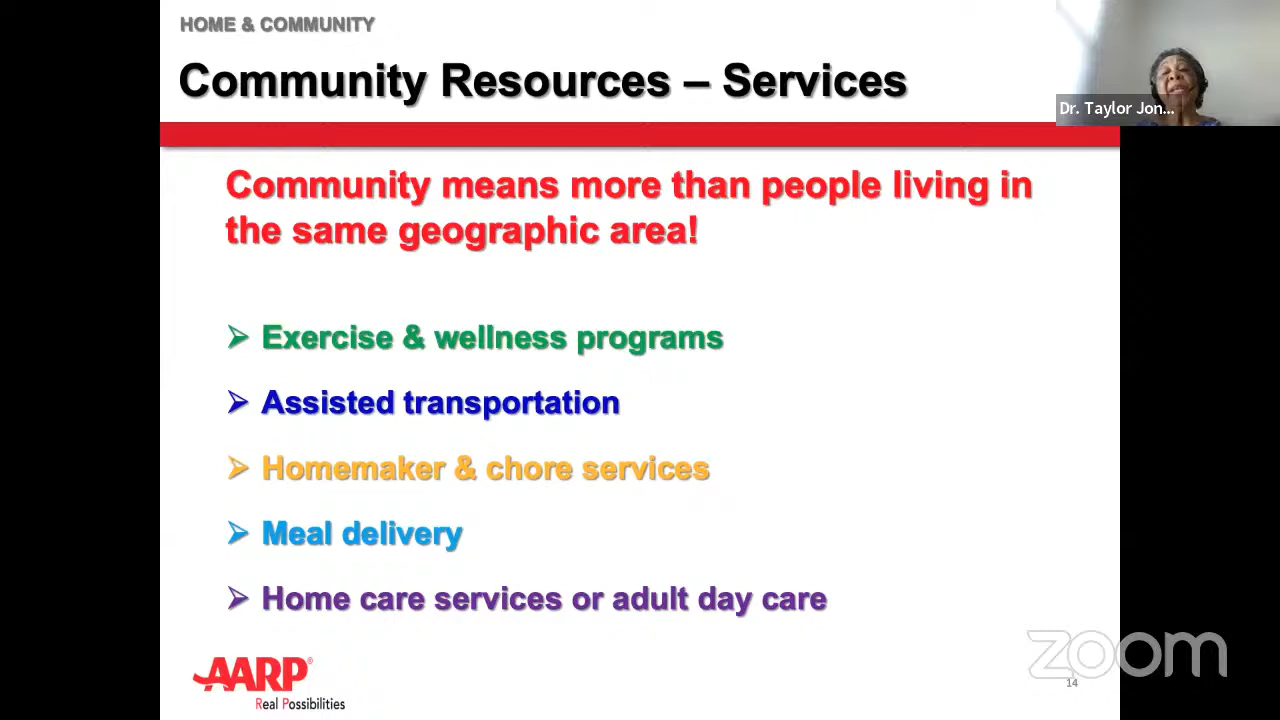 HOME & COMMUNITY
Community Resources – Services
Dr. Taylor Jon...
Community means more than people living in
the same geographic area!
➢ Exercise & wellness programs
➢ Assisted transportation
➢ Homemaker & chore services
➢ Meal delivery
➢ Home care services or adult day care
AARP®
Real Possibilities
zoom
14